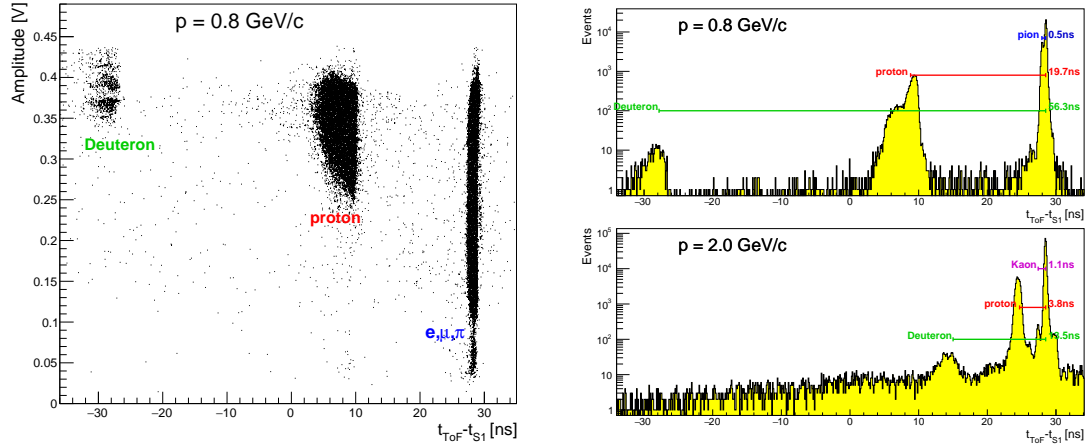 p = 0.8 GeV/c
Amplitude [V]
0.45
0.4
0.35
0.3
0.25
0.2
0.15
0.1
0.05
0
Deuteron
proton
e,μ,π
−30 −20 −10 0 10 20 30
t_ToF-t_S1 [ns]
p = 0.8 GeV/c
Events
10^4
10^3
10^2
10
1
pion 0.5ns
proton 19.7ns
Deuteron 56.3ns
−30 −20 −10 0 10 20 30
t_ToF-t_S1 [ns]
p = 2.0 GeV/c
Events
10^5
10^4
10^3
10^2
10
1
Kaon 1.1ns
proton 3.8ns
Deuteron 3.5ns
−30 −20 −10 0 10 20 30
t_ToF-t_S1 [ns]